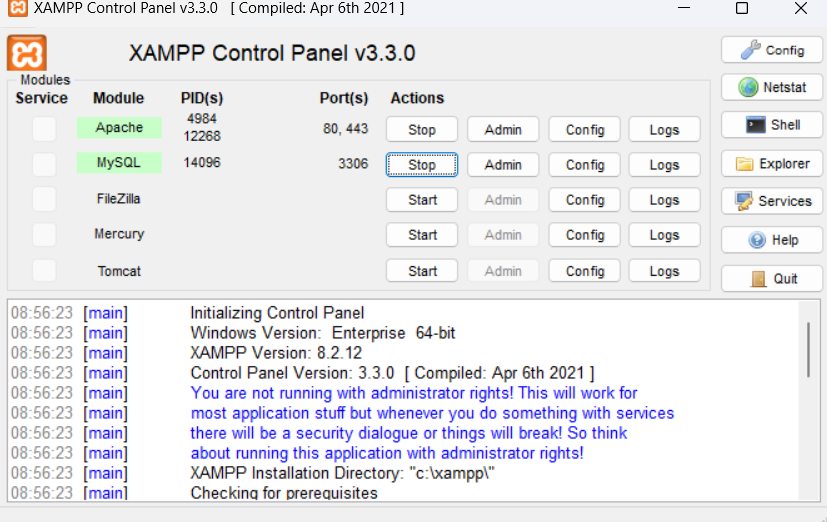 XAMPP Control Panel v3.3.0 [ Compiled: Apr 6th 2021 ]
XAMPP Control Panel v3.3.0
Config
Modules
Service Module PID(s) Port(s) Actions
Netstat
Apache 4984 12268 80, 443 Stop Admin Config Logs
Shell
MySQL 14096 3306 Stop Admin Config Logs
Explorer
FileZilla Start Admin Config Logs
Services
Mercury Start Admin Config Logs
Help
Tomcat Start Admin Config Logs
Quit
08:56:23 [main] Initializing Control Panel
08:56:23 [main] Windows Version: Enterprise 64-bit
08:56:23 [main] XAMPP Version: 8.2.12
08:56:23 [main] Control Panel Version: 3.3.0 [ Compiled: Apr 6th 2021 ]
08:56:23 [main] You are not running with administrator rights! This will work for
08:56:23 [main] most application stuff but whenever you do something with services
08:56:23 [main] there will be a security dialogue or things will break! So think
08:56:23 [main] about running this application with administrator rights!
08:56:23 [main] XAMPP Installation Directory: "c:\xampp\"
08:56:23 [main] Checking for prerequisites